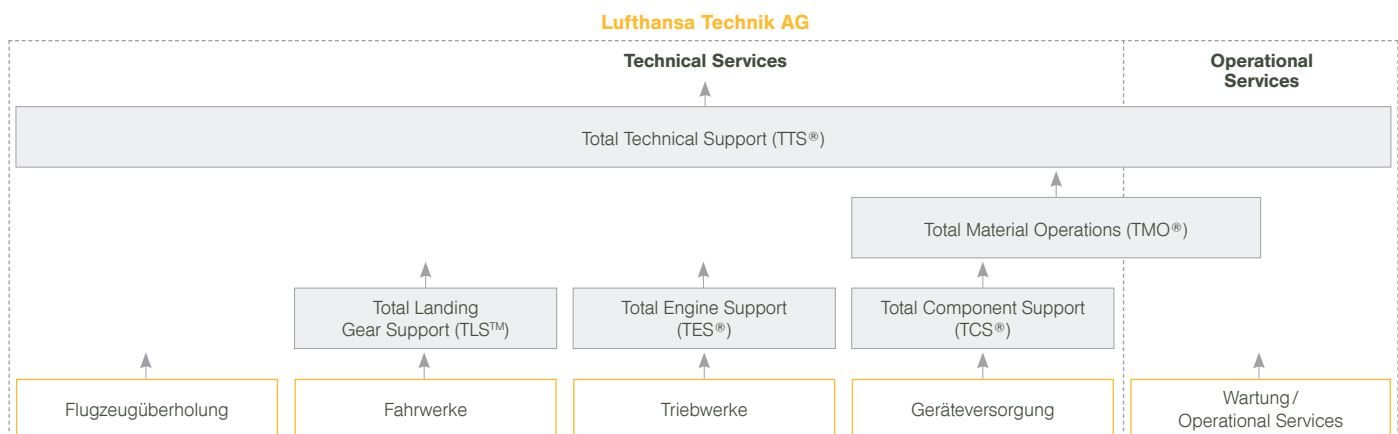 Lufthansa Technik AG
Technical Services
Operational
Services
Total Technical Support (TTS®)
Total Material Operations (TMO®)
Total Landing
Gear Support (TLS™)
Total Engine Support
(TES®)
Total Component Support
(TCS®)
Flugzeugüberholung
Fahrwerke
Triebwerke
Geräteversorgung
Wartung/
Operational Services